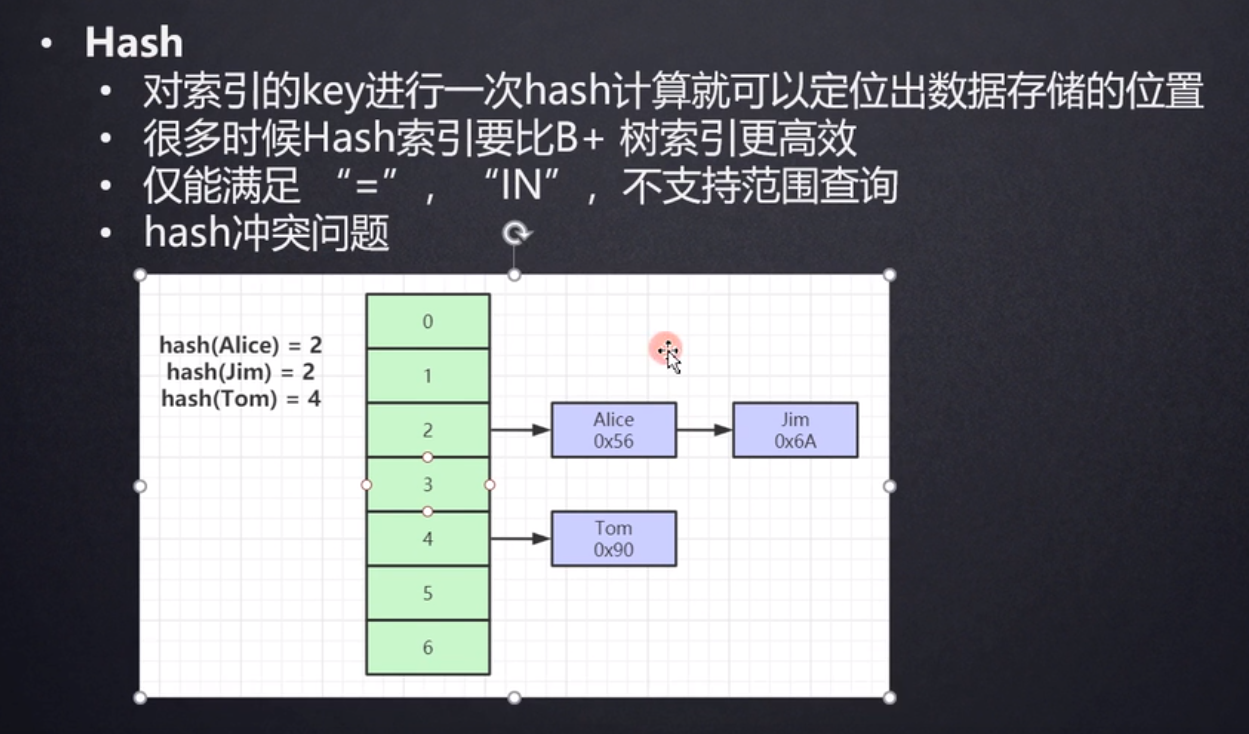 • Hash
• 对索引的key进行一次hash计算就可以定位出数据存储的位置
• 很多时候Hash索引要比B+ 树索引更高效
• 仅能满足 “=”， “IN”，不支持范围查询
• hash冲突问题
hash(Alice) = 2
hash(Jim) = 2
hash(Tom) = 4
0
1
2
Alice
0x56
Jim
0x6A
3
4
Tom
0x90
5
6